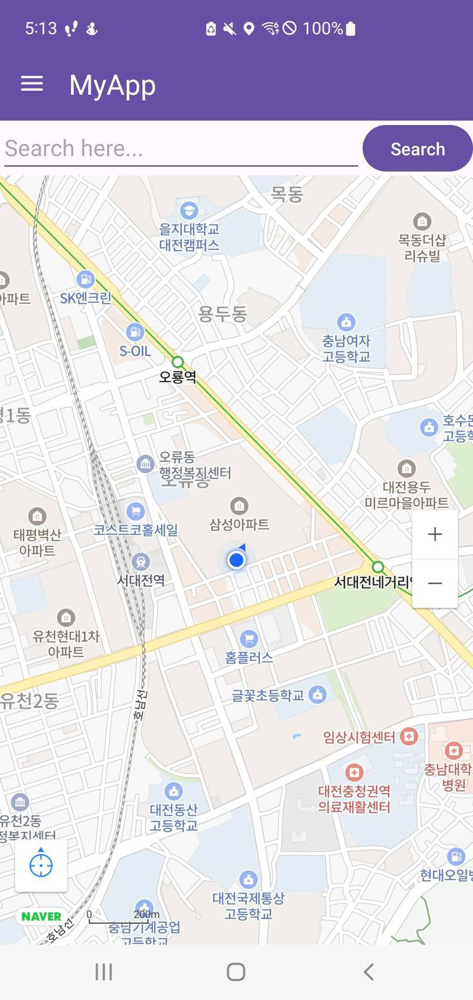 5:13
100%
MyApp
Search here...
Search
목동
을지대학교
대전캠퍼스
목동더샵
리슈빌
SK엔크린
아파트
용두동
S-OIL
충남여자
고등학교
오룡역
1동
고등학
오류동
행정복지센터
오류동
대전용두
미르마을아파트
삼성아파트
코스트코홀세일
태평벽산
아파트
+
서대전역
서대전네거리
−
유천현대1차
아파트
홈플러스
글꽃초등학교
유천2동
호남선
임상시험센터
충남대학
병원
대전충청권역
의료재활센터
대전동산
고등학교
유천2동
정복지센터
현대오일
대전국제통상
고등학교
NAVER
0 200m
호남선
충남기계공업
고등학교